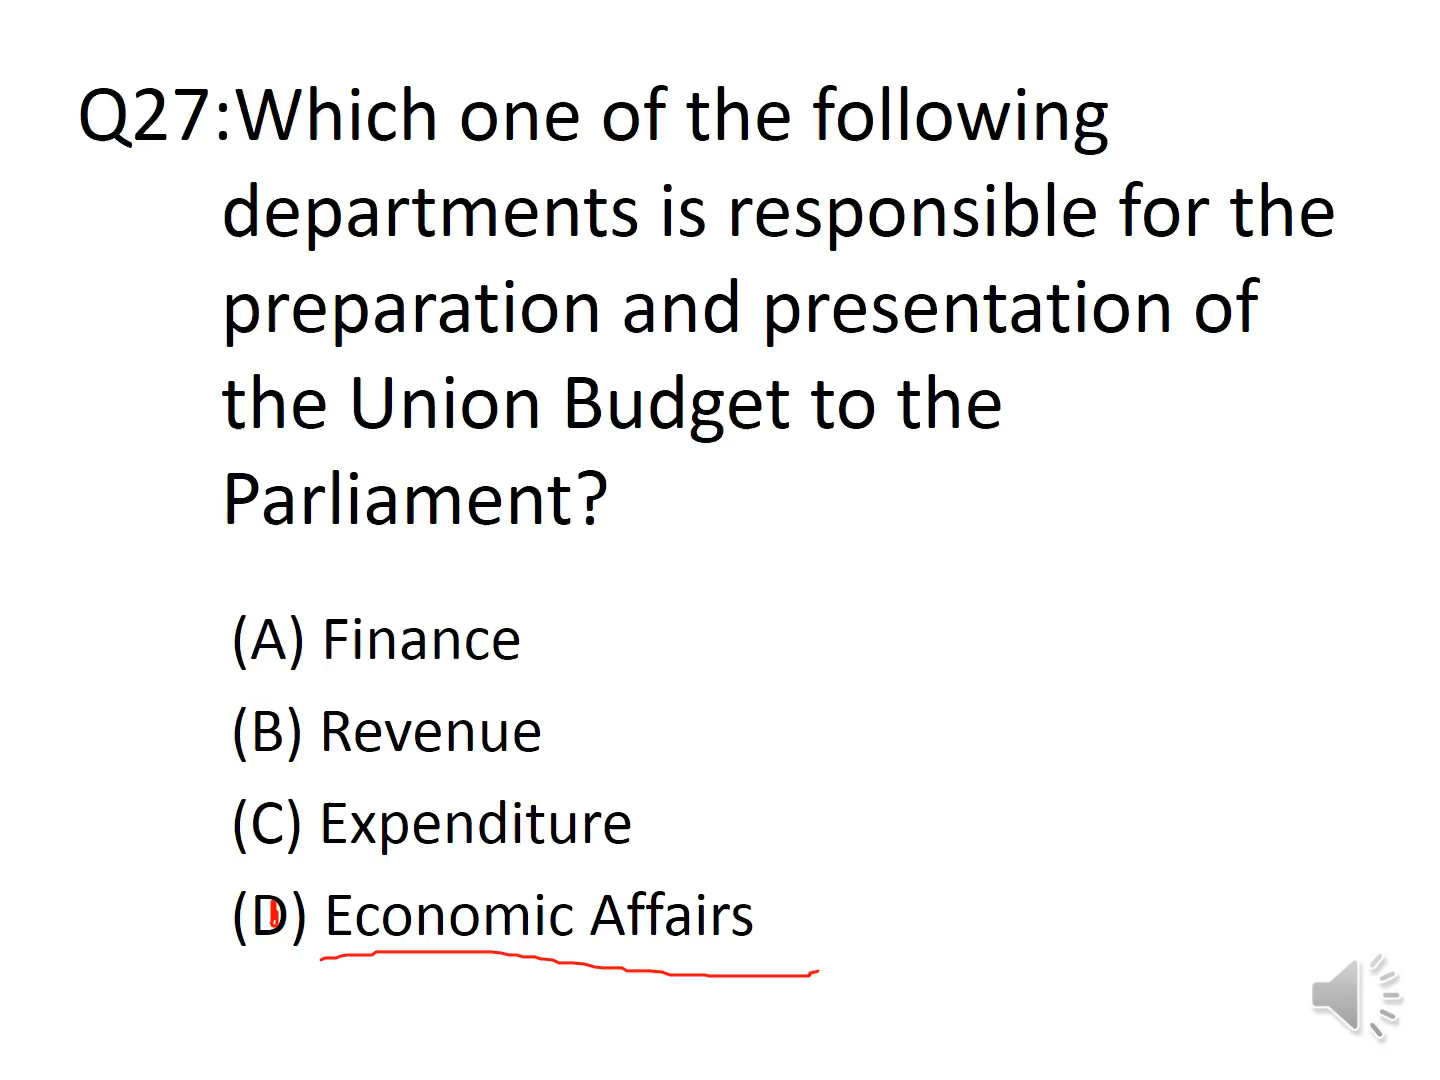 Q27:Which one of the following
departments is responsible for the
preparation and presentation of
the Union Budget to the
Parliament?
(A) Finance
(B) Revenue
(C) Expenditure
(D) Economic Affairs